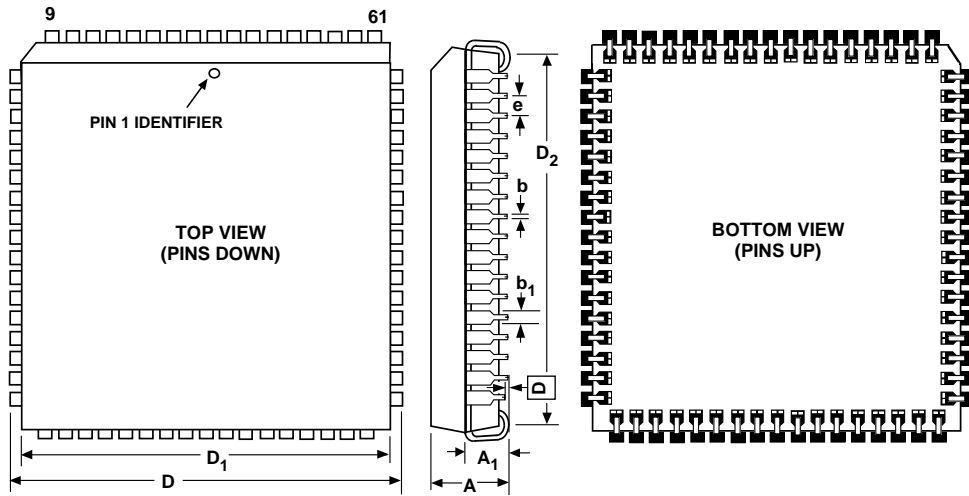 9
61
PIN 1 IDENTIFIER
TOP VIEW
(PINS DOWN)
D1
D
e
D2
b
b1
D
A1
A
BOTTOM VIEW
(PINS UP)